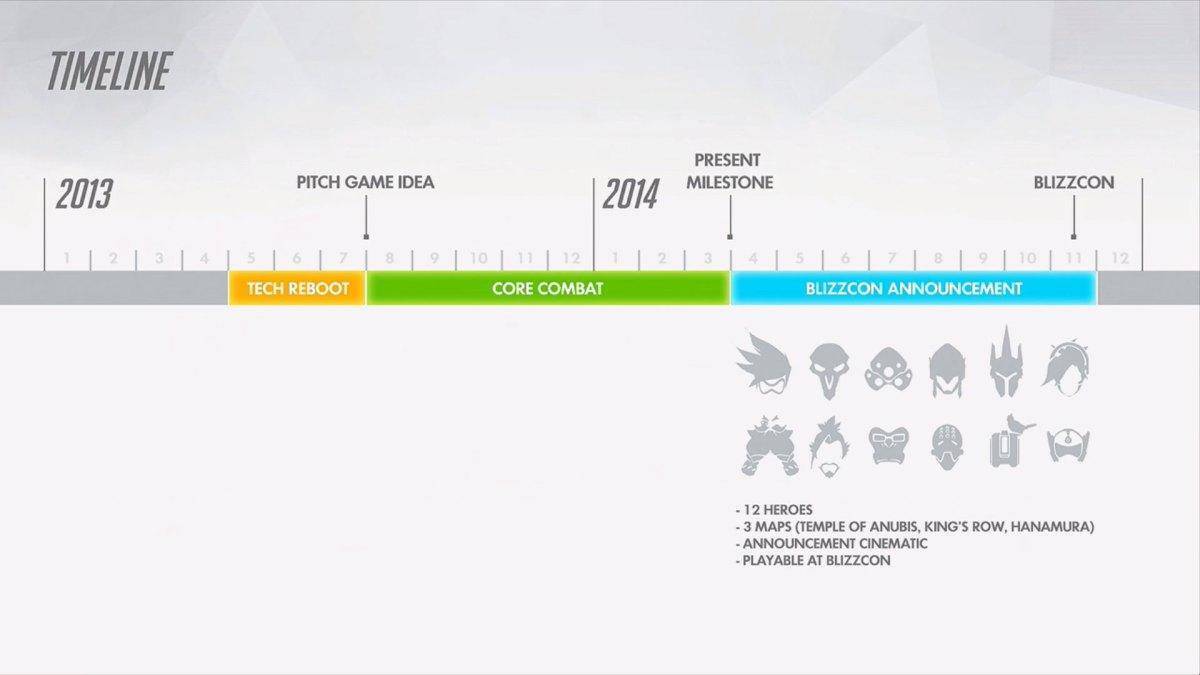 TIMELINE
2013
PITCH GAME IDEA
2014
PRESENT
MILESTONE
BLIZZCON
1 2 3 4 5 6 7 8 9 10 11 12 1 2 3 4 5 6 7 8 9 10 11 12
TECH REBOOT
CORE COMBAT
BLIZZCON ANNOUNCEMENT
- 12 HEROES
- 3 MAPS (TEMPLE OF ANUBIS, KING'S ROW, HANAMURA)
- ANNOUNCEMENT CINEMATIC
- PLAYABLE AT BLIZZCON